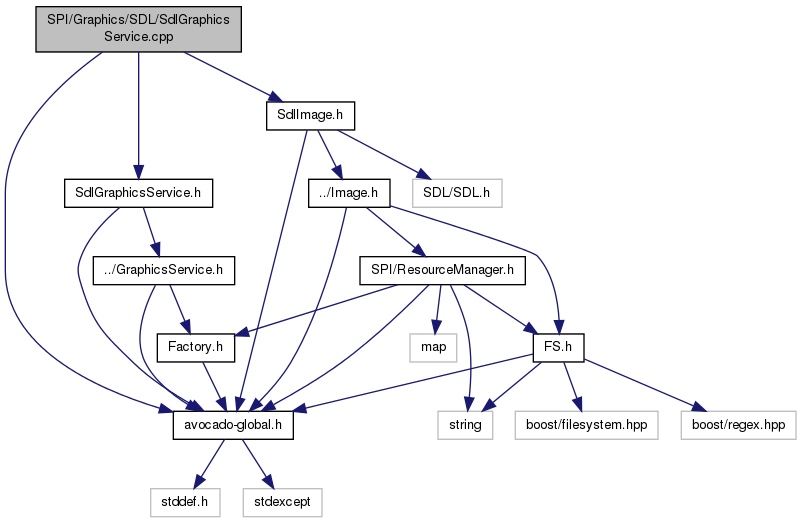 SPI/Graphics/SDL/SdlGraphics
Service.cpp
SdlImage.h
SdlGraphicsService.h
../Image.h
SDL/SDL.h
../GraphicsService.h
SPI/ResourceManager.h
Factory.h
map
FS.h
avocado-global.h
string
boost/filesystem.hpp
boost/regex.hpp
stddef.h
stdexcept